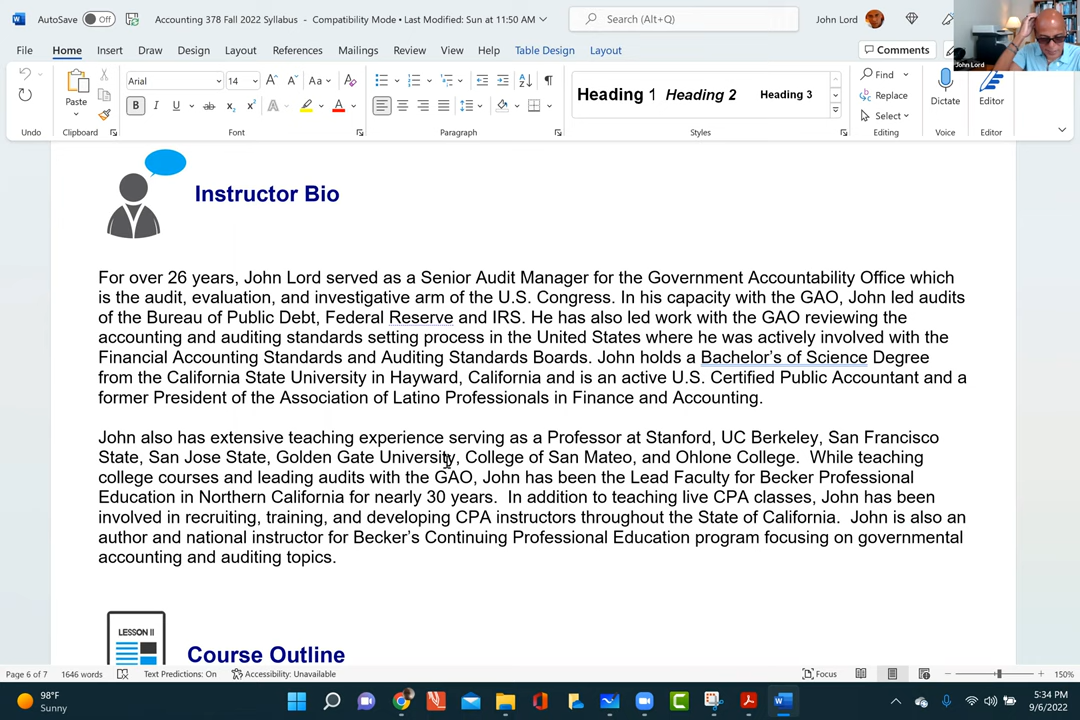 AutoSave Off Accounting 378 Fall 2022 Syllabus - Compatibility Mode • Last Modified: Sun at 11:50 AM Search (Alt+Q) John Lord
File Home Insert Draw Design Layout References Mailings Review View Help Table Design Layout Comments
John Lord
Arial 14 A A Aa A Heading 1 Heading 2 Heading 3 Find
Paste B I U ab x₂ x² A A Replace Dictate Editor
Select
Undo Clipboard Font Paragraph Styles Editing Voice Editor
Instructor Bio
For over 26 years, John Lord served as a Senior Audit Manager for the Government Accountability Office which
is the audit, evaluation, and investigative arm of the U.S. Congress. In his capacity with the GAO, John led audits
of the Bureau of Public Debt, Federal Reserve and IRS. He has also led work with the GAO reviewing the
accounting and auditing standards setting process in the United States where he was actively involved with the
Financial Accounting Standards and Auditing Standards Boards. John holds a Bachelor's of Science Degree
from the California State University in Hayward, California and is an active U.S. Certified Public Accountant and a
former President of the Association of Latino Professionals in Finance and Accounting.
John also has extensive teaching experience serving as a Professor at Stanford, UC Berkeley, San Francisco
State, San Jose State, Golden Gate University, College of San Mateo, and Ohlone College. While teaching
college courses and leading audits with the GAO, John has been the Lead Faculty for Becker Professional
Education in Northern California for nearly 30 years. In addition to teaching live CPA classes, John has been
involved in recruiting, training, and developing CPA instructors throughout the State of California. John is also an
author and national instructor for Becker's Continuing Professional Education program focusing on governmental
accounting and auditing topics.
LESSON II
Course Outline
Page 6 of 7 1646 words Text Predictions: On Accessibility: Unavailable Focus 150%
98°F
Sunny
5:34 PM
9/6/2022